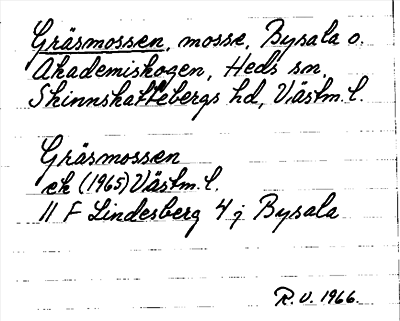 Gräsmossen, mosse, Bysala o.
Akademiskogen, Heds sn,
Skinnskattebergs hd, Västm. l.
Gräsmossen
ek (1965) Västm. l.
11 F Lindesberg 4 j Bysala
R. U. 1966.